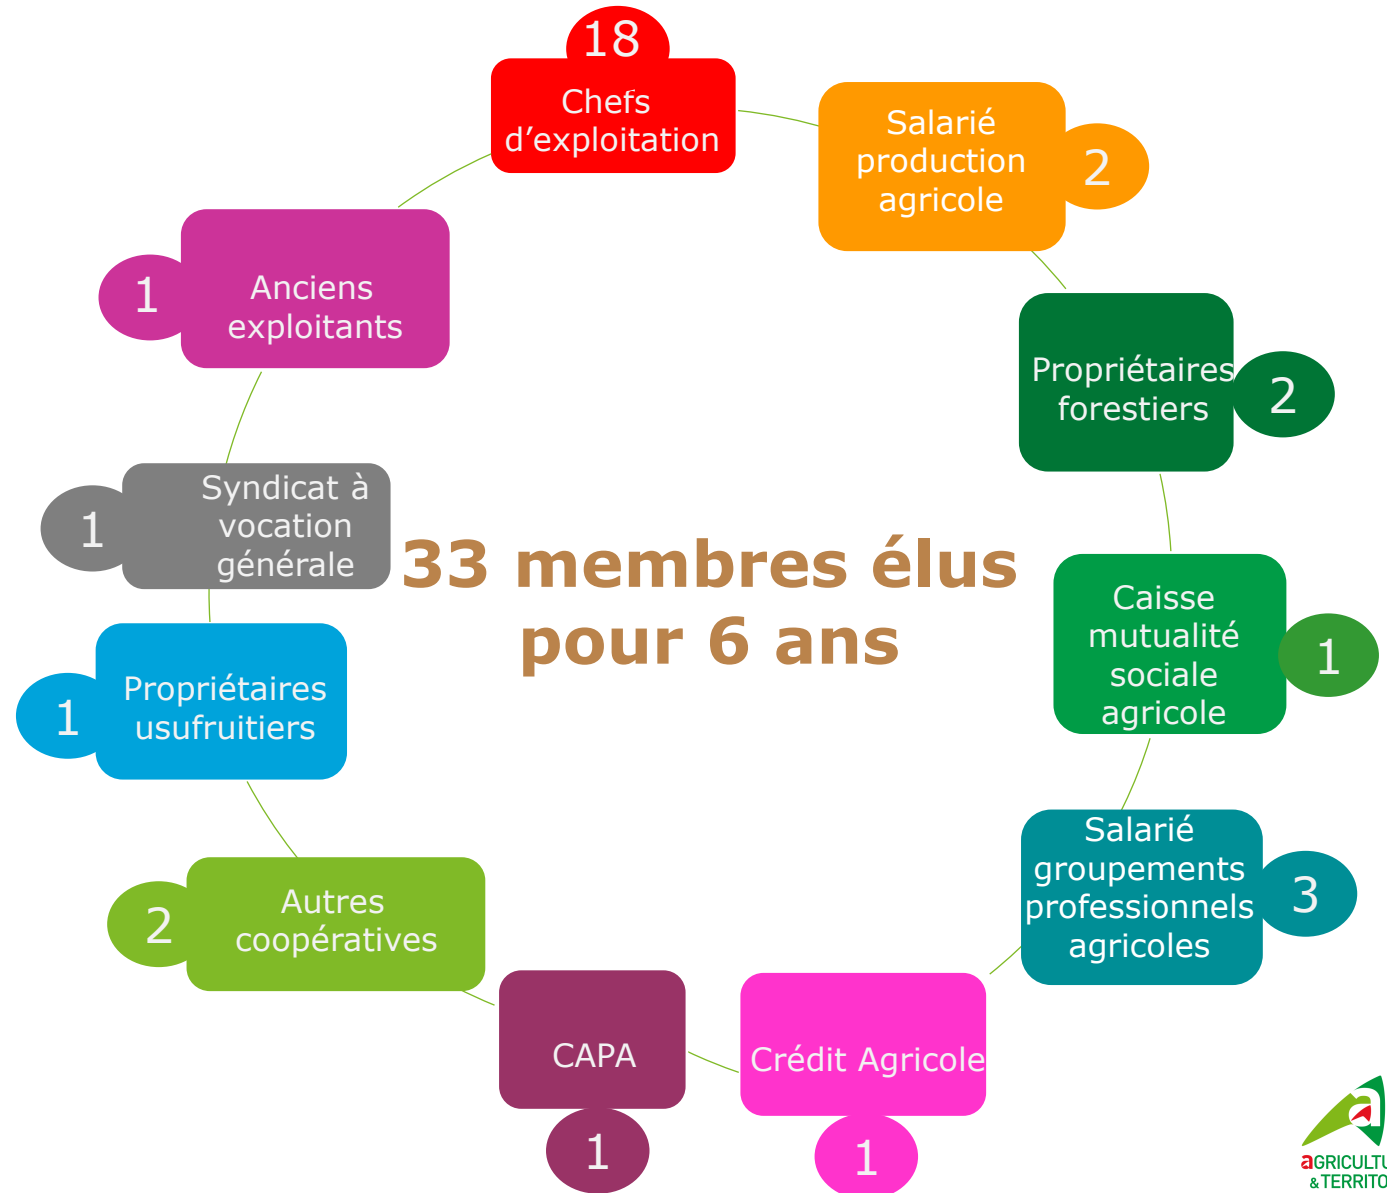 18
Chefs
d’exploitation
Salarié
production
agricole
2
Propriétaires
forestiers
2
Caisse
mutualité
sociale
agricole
1
Salarié
groupements
professionnels
agricoles
3
Crédit Agricole
1
CAPA
1
Autres
coopératives
2
Propriétaires
usufruitiers
1
Syndicat à
vocation
générale
1
Anciens
exploitants
1
33 membres élus
pour 6 ans
a
aGRICULTU
& TERRITO